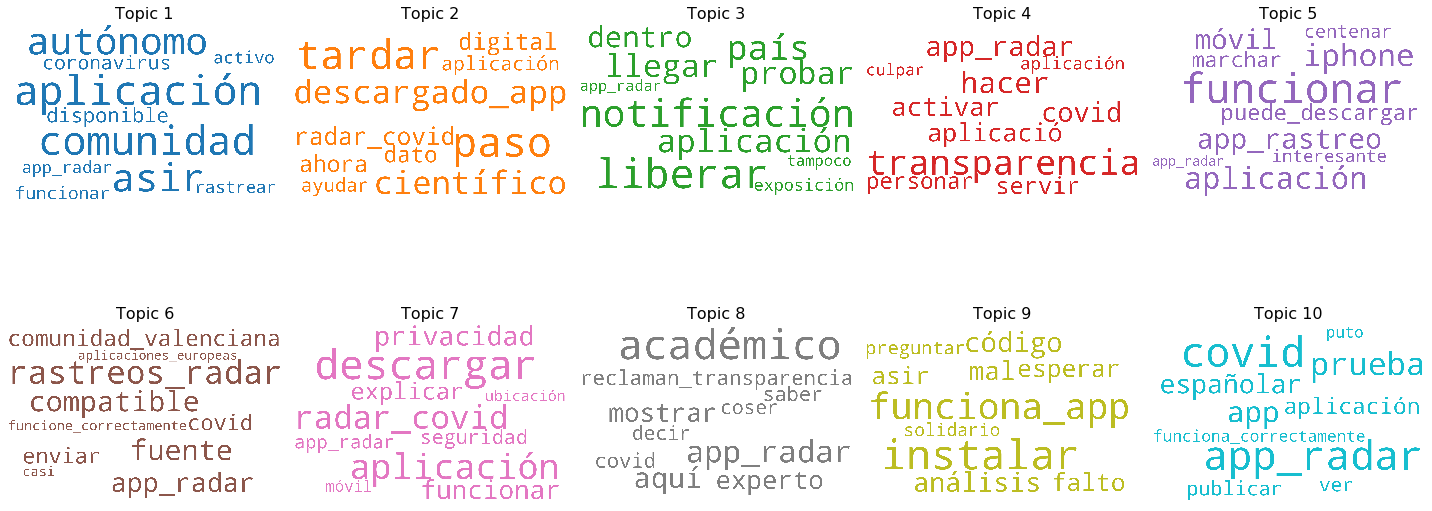 Topic 1
autónomo
coronavirus activo
aplicación
disponible
comunidad
app_radar asir
funcionar rastrear
Topic 2
digital
tardar aplicación
descargado_app
radar_covid paso
ahora dato
ayudar científico
Topic 3
dentro país
llegar probar
app_radar
notificación
aplicación
liberar tampoco
exposición
Topic 4
app_radar
culpar aplicación
hacer
activar covid
aplicació
transparencia
personar servir
Topic 5
móvil centenar
marchar iphone
funcionar
puede_descargar
app_rastreo
app_radar interesante
aplicación
Topic 6
comunidad_valenciana
aplicaciones_europeas
rastreos_radar
compatible
funcione_correctamente covid
enviar fuente
casi
app_radar
Topic 7
privacidad
descargar
explicar ubicación
radar_covid
app_radar seguridad
aplicación
móvil funcionar
Topic 8
académico
reclaman_transparencia
saber
mostrar coser
decir
covid app_radar
aquí experto
Topic 9
preguntar código
asir mal esperar
funciona_app
solidario
instalar
análisis falto
Topic 10
puto
covid prueba
españolar
app aplicación
funciona_correctamente
app_radar
publicar ver